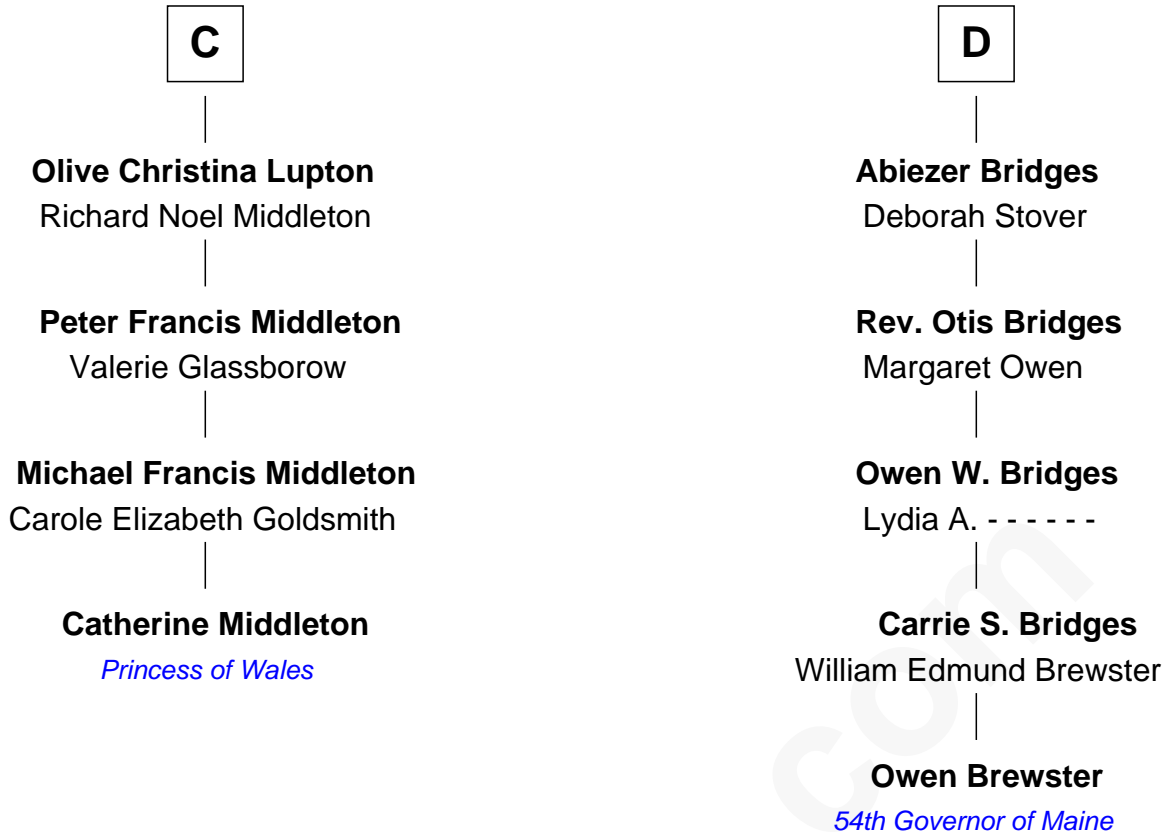 C
Olive Christina Lupton
Richard Noel Middleton
Peter Francis Middleton
Valerie Glassborow
Michael Francis Middleton
Carole Elizabeth Goldsmith
Catherine Middleton
Princess of Wales
D
Abiezer Bridges
Deborah Stover
Rev. Otis Bridges
Margaret Owen
Owen W. Bridges
Lydia A. - - - - - -
Carrie S. Bridges
William Edmund Brewster
Owen Brewster
54th Governor of Maine
com